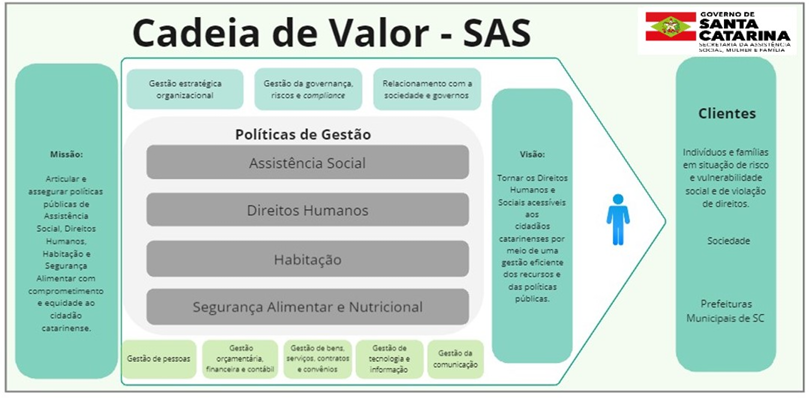 Cadeia de Valor - SAS
GOVERNO DE
SANTA
CATARINA
SECRETARIA DA ASSISTÊNCIA
SOCIAL, MULHER E FAMÍLIA
Missão:
Articular e
assegurar políticas
públicas de
Assistência
Social, Direitos
Humanos,
Habitação e
Segurança
Alimentar com
comprometimento
e equidade ao
cidadão
catarinense.
Gestão estratégica
organizacional
Gestão da governança,
riscos e compliance
Relacionamento com a
sociedade e governos
Políticas de Gestão
Assistência Social
Direitos Humanos
Habitação
Segurança Alimentar e Nutricional
Gestão de pessoas
Gestão
orçamentária,
financeira e contábil
Gestão de bens,
serviços, contratos
e convênios
Gestão de
tecnologia e
informação
Gestão da
comunicação
Visão:
Tornar os Direitos
Humanos e
Sociais acessíveis
aos
cidadãos
catarinenses por
meio de uma
gestão eficiente
dos recursos e
das políticas
públicas.
Clientes
Indivíduos e famílias
em situação de risco
e vulnerabilidade
social e de violação
de direitos.
Sociedade
Prefeituras
Municipais de SC